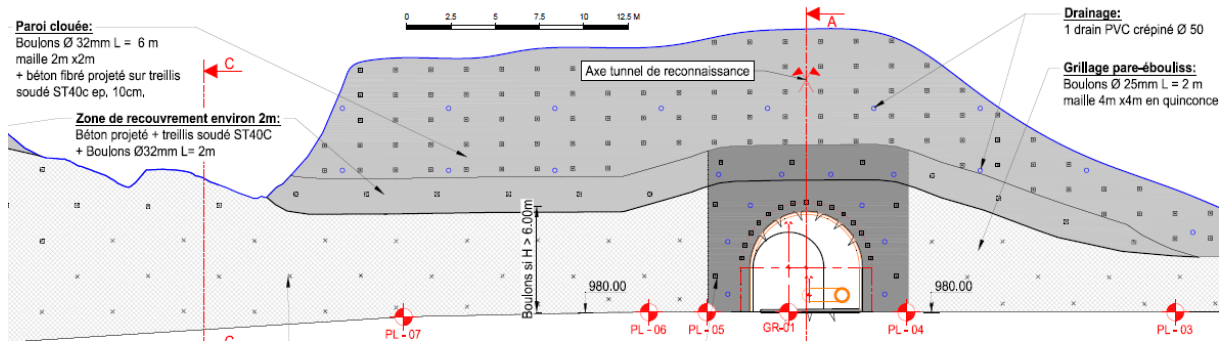 Paroi clouée:
Boulons Ø 32mm L = 6 m
maille 2m x2m
+ béton fibré projeté sur treillis
soudé ST40c ep, 10cm,
C
0 2.5 5.0 7.5 10.0 12.5 M
A
Drainage:
1 drain PVC crépiné Ø 50
Axe tunnel de reconnaissance
Grillage pare-ébouliss:
Boulons Ø 25mm L = 2 m
maille 4m x4m en quinconce
Zone de recouvrement environ 2m:
Béton projeté + treillis soudé ST40C
+ Boulons Ø32mm L= 2m
Boulons si H > 6.00m
980.00
980.00
PL - 07
PL - 06
PL - 05
GR-01
PL - 04
PL - 03